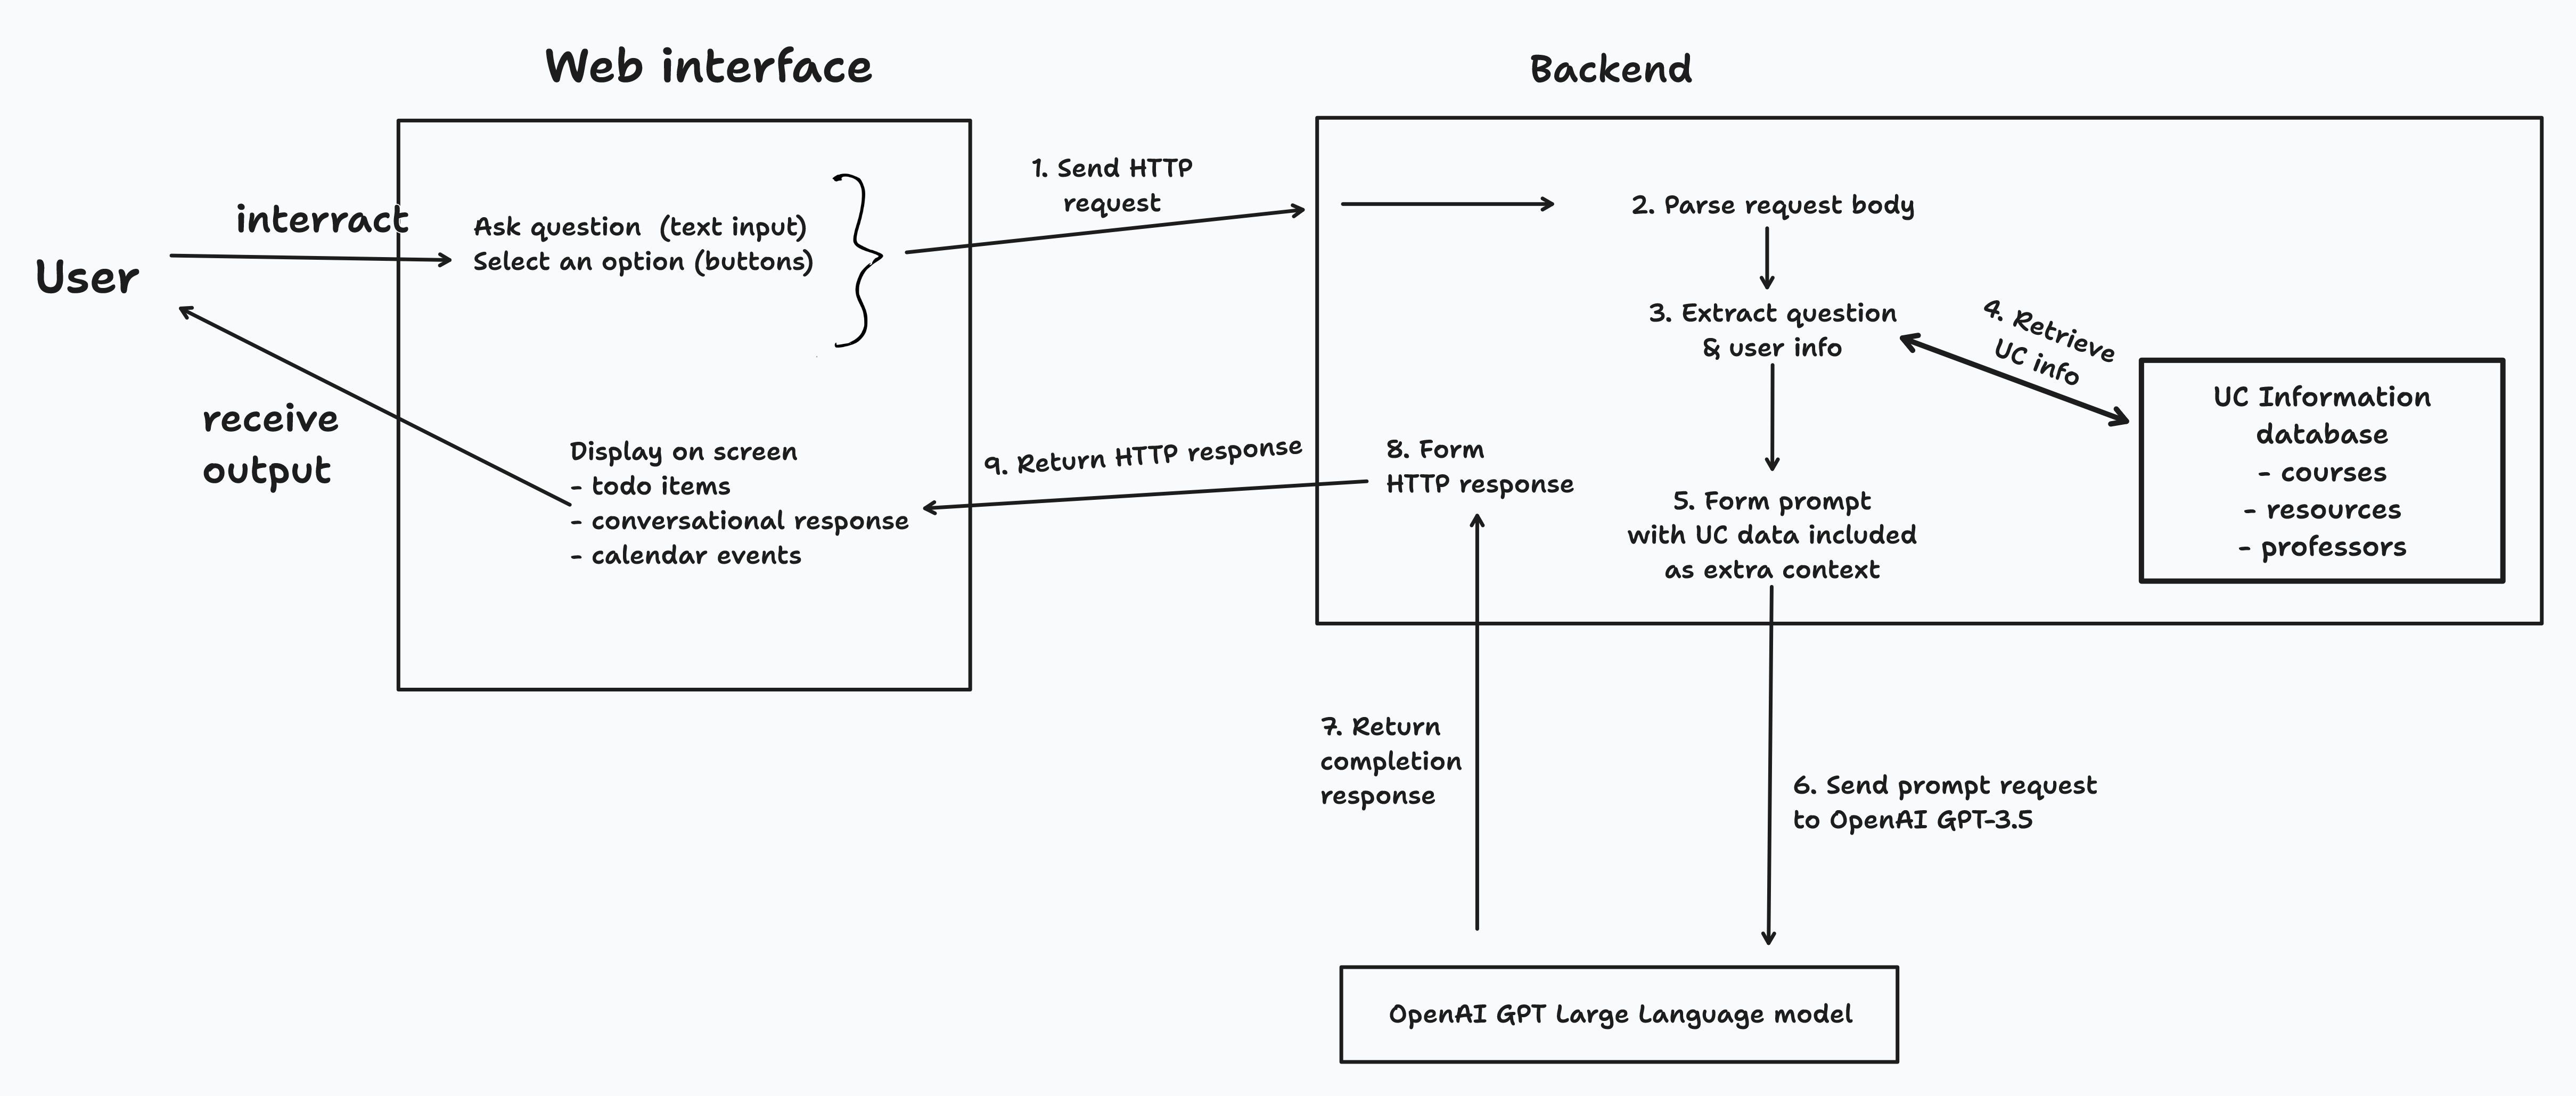 Web interface
Backend
User
interract
Ask question (text input)
Select an option (buttons)
1. Send HTTP
request
2. Parse request body
3. Extract question
& user info
4. Retrieve
UC info
UC Information
database
- courses
- resources
- professors
5. Form prompt
with UC data included
as extra context
6. Send prompt request
to OpenAI GPT-3.5
OpenAI GPT Large Language model
7. Return
completion
response
8. Form
HTTP response
9. Return HTTP response
Display on screen
- todo items
- conversational response
- calendar events
receive
output